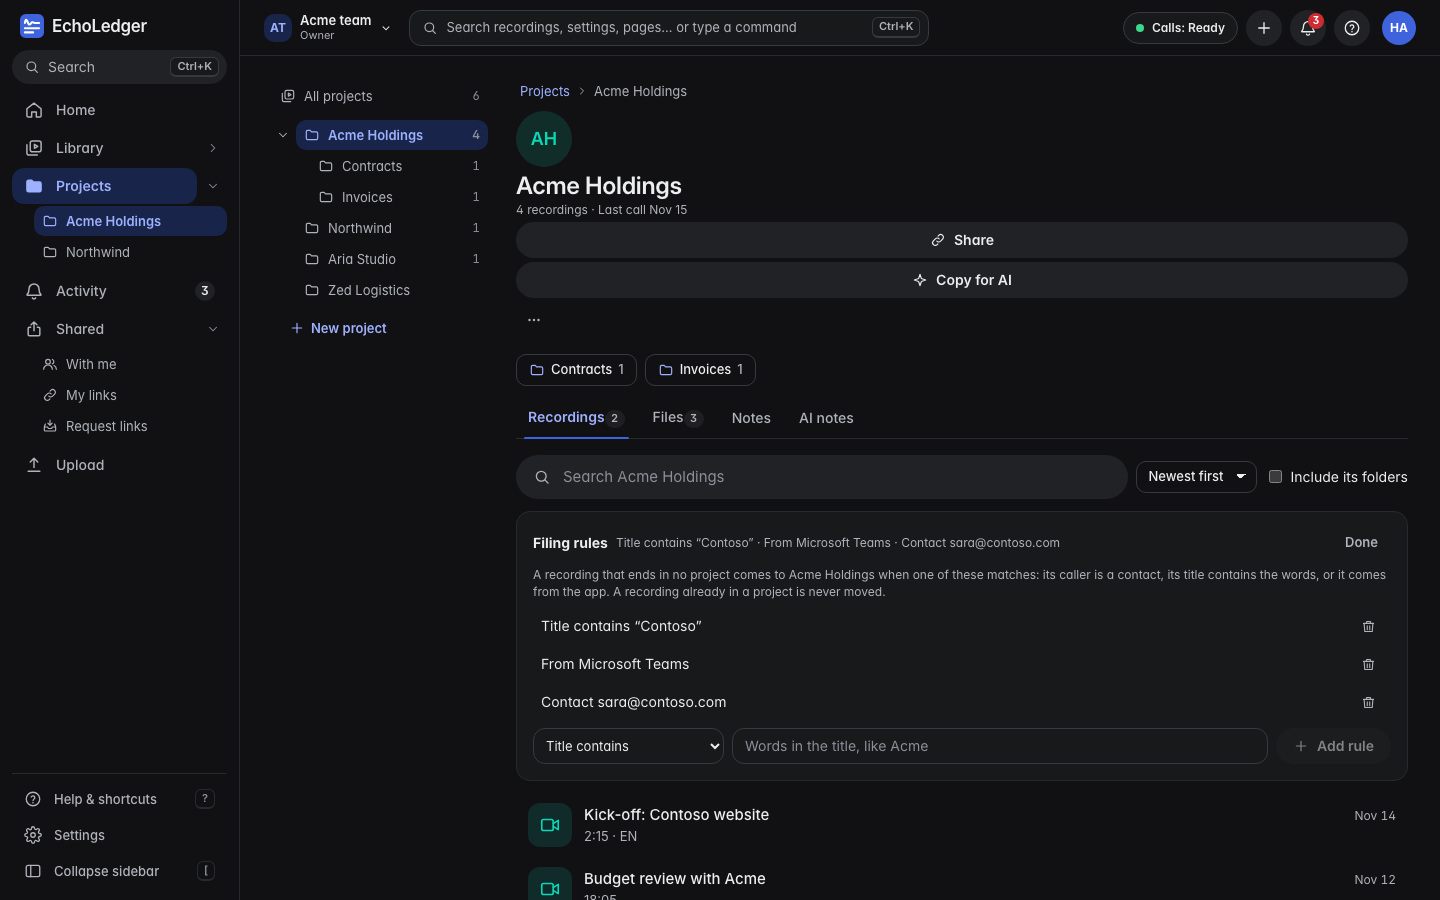 EchoLedger
Search Ctrl+K
Home
Library
Projects
Acme Holdings
Northwind
Activity 3
Shared
With me
My links
Request links
Upload
Help & shortcuts ?
Settings
Collapse sidebar [
AT Acme team
Owner
Search recordings, settings, pages... or type a command Ctrl+K
Calls: Ready
3
HA
All projects 6
Acme Holdings 4
Contracts 1
Invoices 1
Northwind 1
Aria Studio 1
Zed Logistics
New project
Projects Acme Holdings
AH
Acme Holdings
4 recordings · Last call Nov 15
Share
Copy for AI
...
Contracts 1 Invoices 1
Recordings 2 Files 3 Notes AI notes
Search Acme Holdings Newest first Include its folders
Filing rules Title contains “Contoso” · From Microsoft Teams · Contact sara@contoso.com Done
A recording that ends in no project comes to Acme Holdings when one of these matches: its caller is a contact, its title contains the words, or it comes
from the app. A recording already in a project is never moved.
Title contains “Contoso”
From Microsoft Teams
Contact sara@contoso.com
Title contains Words in the title, like Acme Add rule
Kick-off: Contoso website Nov 14
2:15 · EN
Budget review with Acme Nov 12
18:05